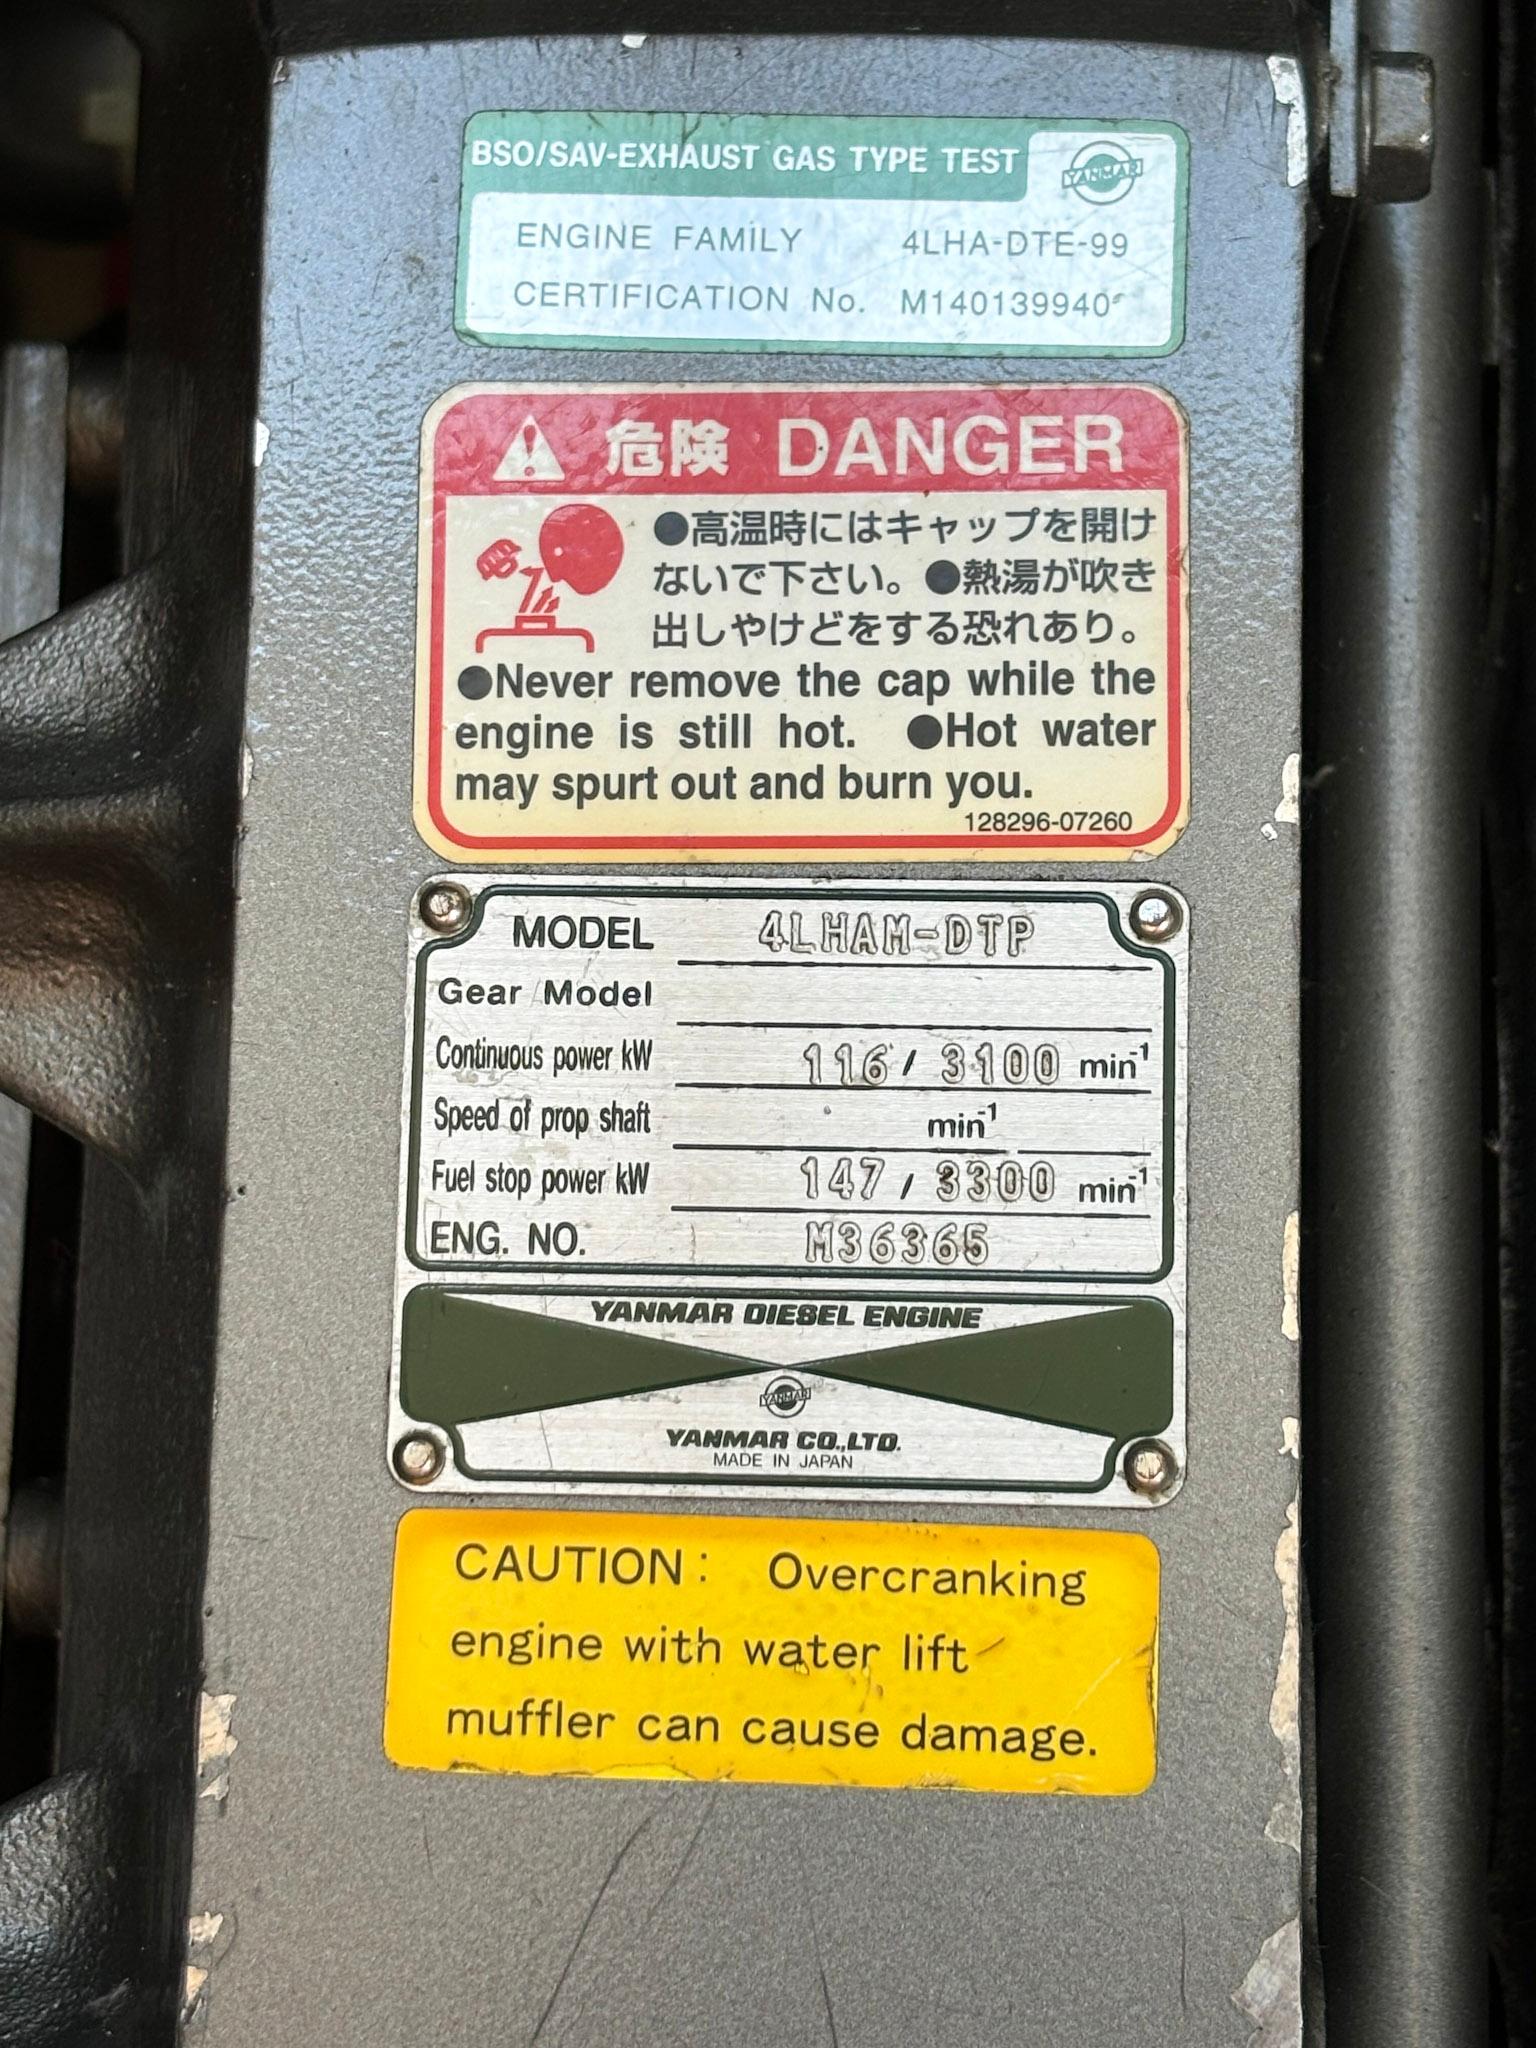 BSO/SAV-EXHAUST GAS TYPE TEST
YANMAR
ENGINE FAMILY 4LHA-DTE-99
CERTIFICATION No. M140139940
危険 DANGER
●高温時にはキャップを開け
ないで下さい。●熱湯が吹き
出しやけどをする恐れあり。
●Never remove the cap while the
engine is still hot. ●Hot water
may spurt out and burn you.
128296-07260
MODEL 4LHAM-DTP
Gear Model
Continuous power kW 116 / 3100 min⁻¹
Speed of prop shaft min⁻¹
Fuel stop power kW 147 / 3300 min⁻¹
ENG. NO. M36365
YANMAR DIESEL ENGINE
YANMAR
YANMAR CO.,LTD.
MADE IN JAPAN
CAUTION: Overcranking
engine with water lift
muffler can cause damage.